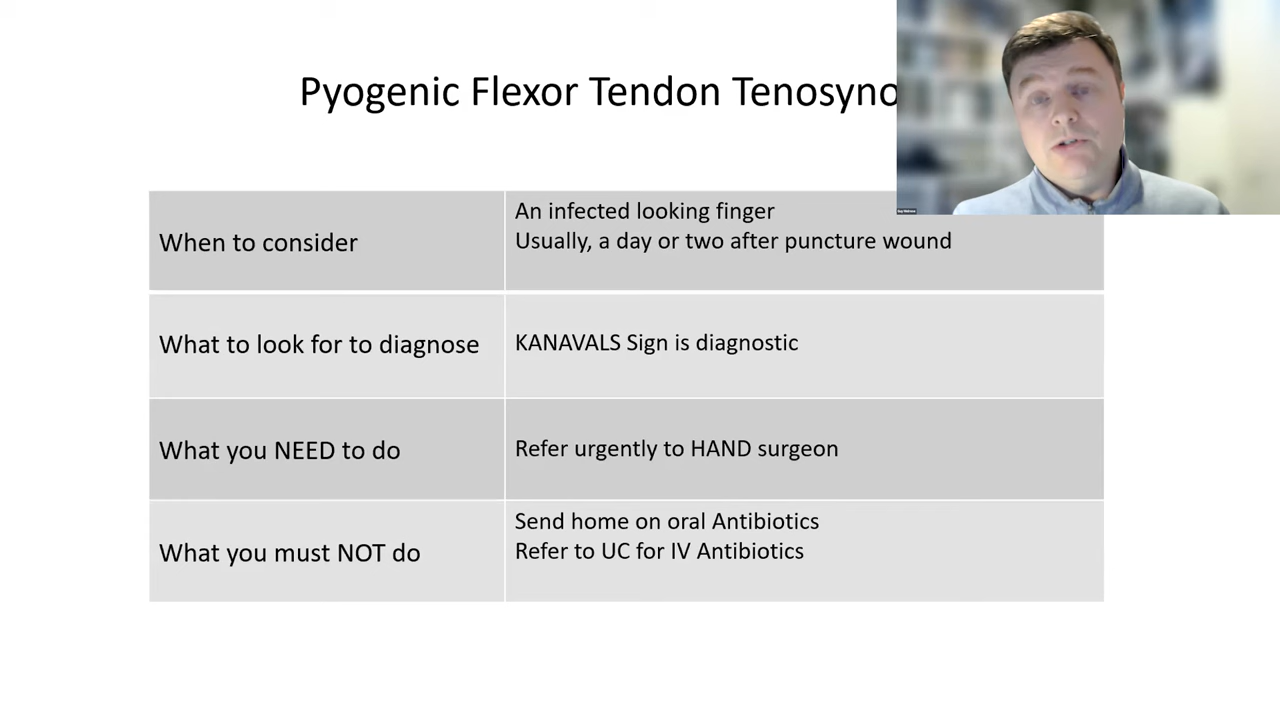 Pyogenic Flexor Tendon Tenosyno
When to consider
An infected looking finger
Usually, a day or two after puncture wound
What to look for to diagnose
KANAVALS Sign is diagnostic
What you NEED to do
Refer urgently to HAND surgeon
What you must NOT do
Send home on oral Antibiotics
Refer to UC for IV Antibiotics